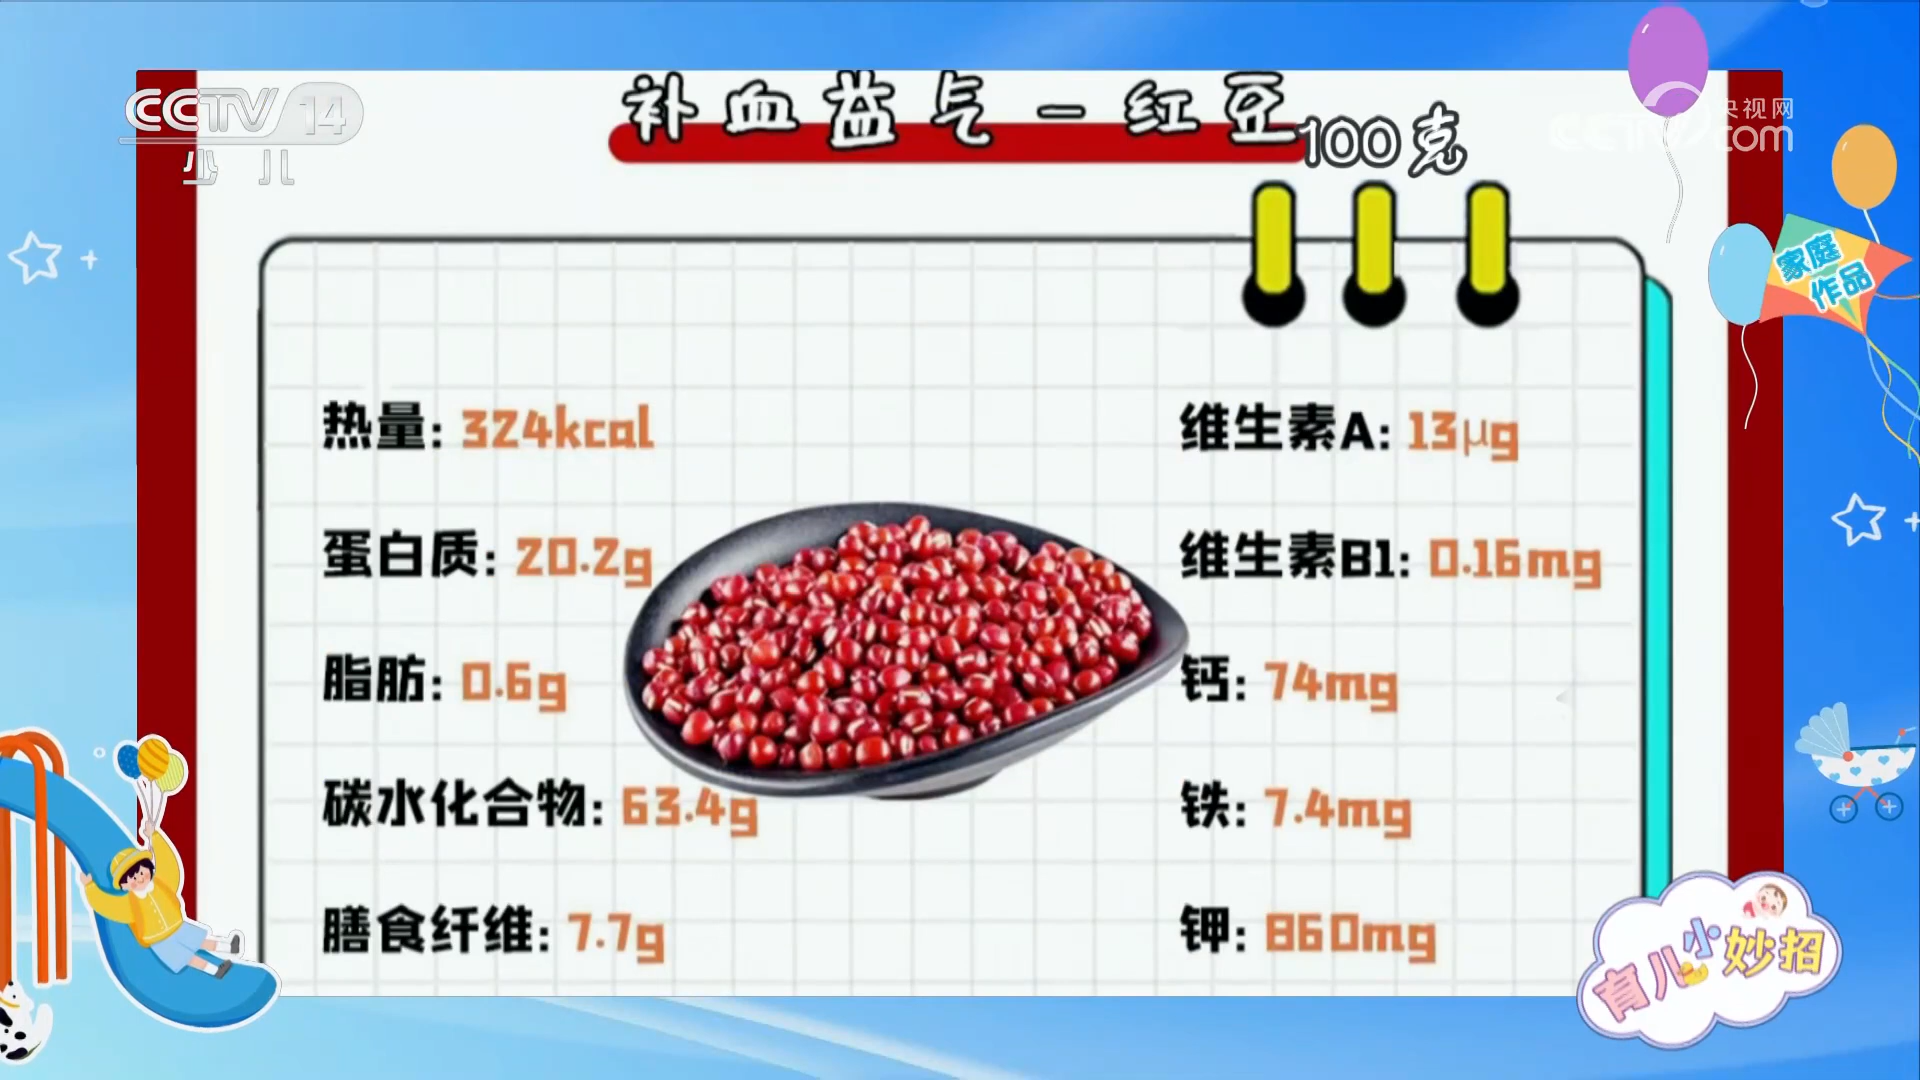 补血益气-红豆100克
CCTV 14
少儿
央视网
CCTV.com
家庭
作品
热量: 324kcal
维生素A: 13μg
蛋白质: 20.2g
维生素B1: 0.16mg
脂肪: 0.6g
钙: 74mg
碳水化合物: 63.4g
铁: 7.4mg
膳食纤维: 7.7g
钾: 860mg
育儿小妙招